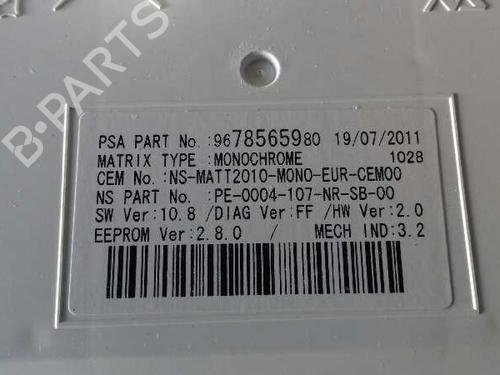 PSA PART No.:9678565980 19/07/2011
MATRIX TYPE :MONOCHROME 1028
CEM No.:NS-MATT2010-MONO-EUR-CEM00
NS PART No.:PE-0004-107-NR-SB-00
SW Ver:10.8 /DIAG Ver:FF /HW Ver:2.0
EEPROM Ver:2.8.0 / MECH IND:3.2
B-PARTS